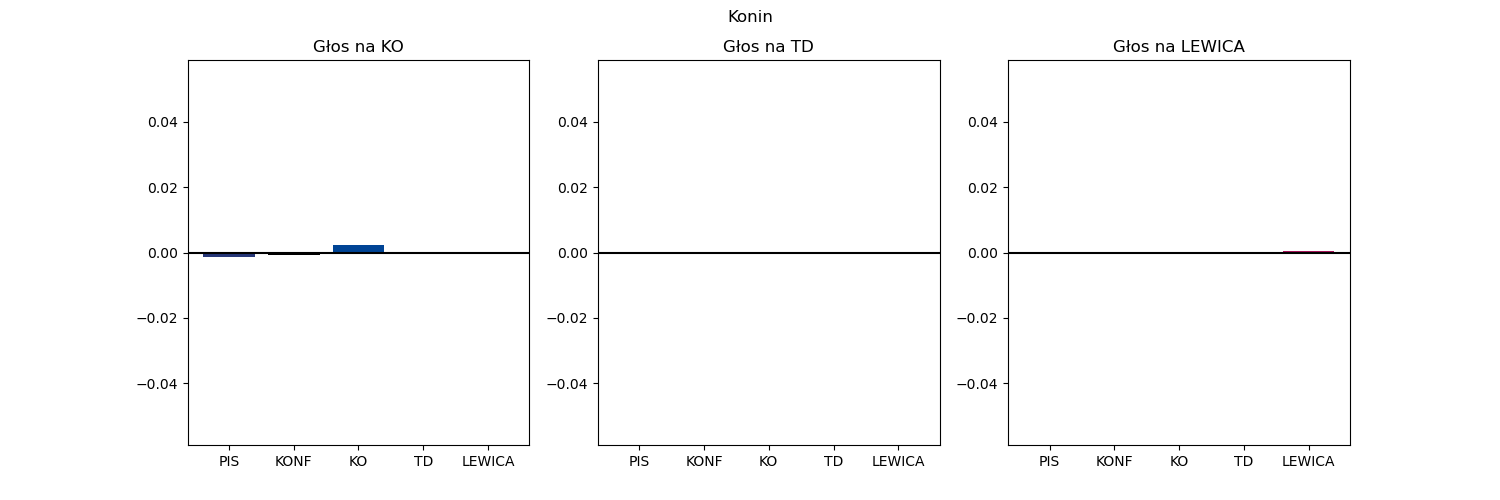 Konin
Głos na KO
0.04
0.02
0.00
−0.02
−0.04
PIS KONF KO TD LEWICA
Głos na TD
0.04
0.02
0.00
−0.02
−0.04
PIS KONF KO TD LEWICA
Głos na LEWICA
0.04
0.02
0.00
−0.02
−0.04
PIS KONF KO TD LEWICA